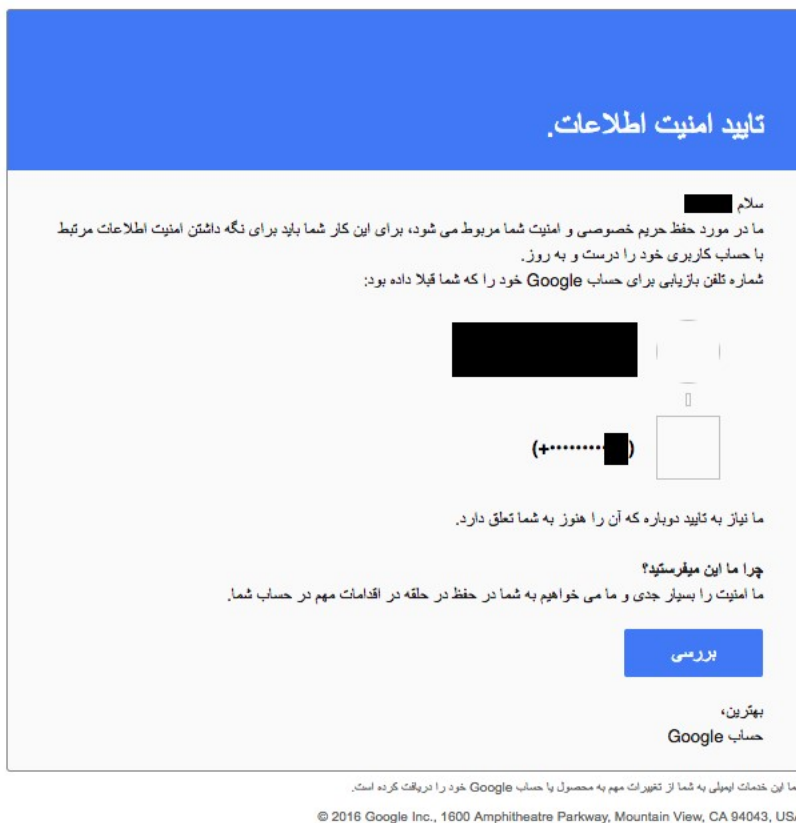 تایید امنیت اطلاعات.
سلام
ما در مورد حفظ حریم خصوصی و امنیت شما مربوط می شود، برای این کار شما باید برای نگه داشتن امنیت اطلاعات مرتبط
با حساب کاربری خود را درست و به روز.
شماره تلفن بازیابی برای حساب Google خود را که شما قبلا داده بود:
(+••••••••• )
ما نیاز به تایید دوباره که آن را هنوز به شما تعلق دارد.
چرا ما این میفرستید؟
ما امنیت را بسیار جدی و ما می خواهیم به شما در حفظ در حلقه در اقدامات مهم در حساب شما.
بررسی
بهترین،
حساب Google
ما این خدمات ایمیلی به شما از تغییرات مهم به محصول یا حساب Google خود را دریافت کرده است.
© 2016 Google Inc., 1600 Amphitheatre Parkway, Mountain View, CA 94043, USA